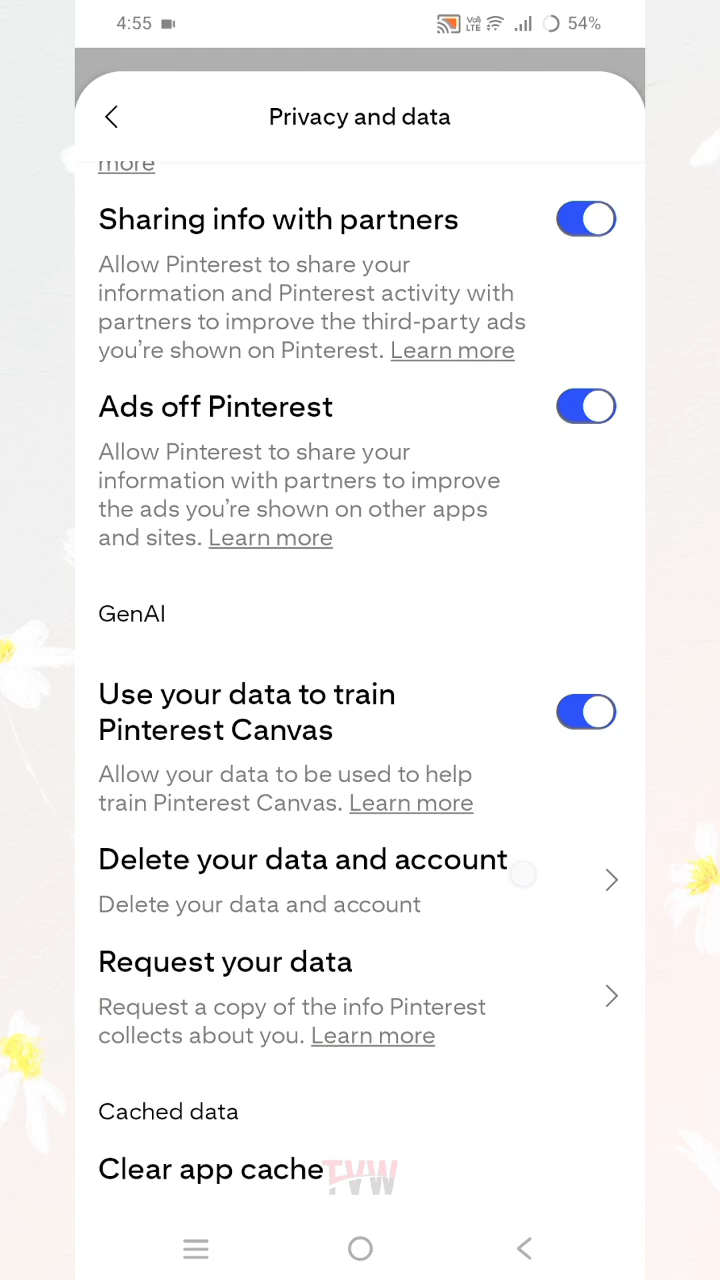 4:55
Vo)
LTE
54%
Privacy and data
more
Sharing info with partners
Allow Pinterest to share your
information and Pinterest activity with
partners to improve the third-party ads
you’re shown on Pinterest. Learn more
Ads off Pinterest
Allow Pinterest to share your
information with partners to improve
the ads you’re shown on other apps
and sites. Learn more
GenAI
Use your data to train
Pinterest Canvas
Allow your data to be used to help
train Pinterest Canvas. Learn more
Delete your data and account
Delete your data and account
Request your data
Request a copy of the info Pinterest
collects about you. Learn more
Cached data
Clear app cache
TVW